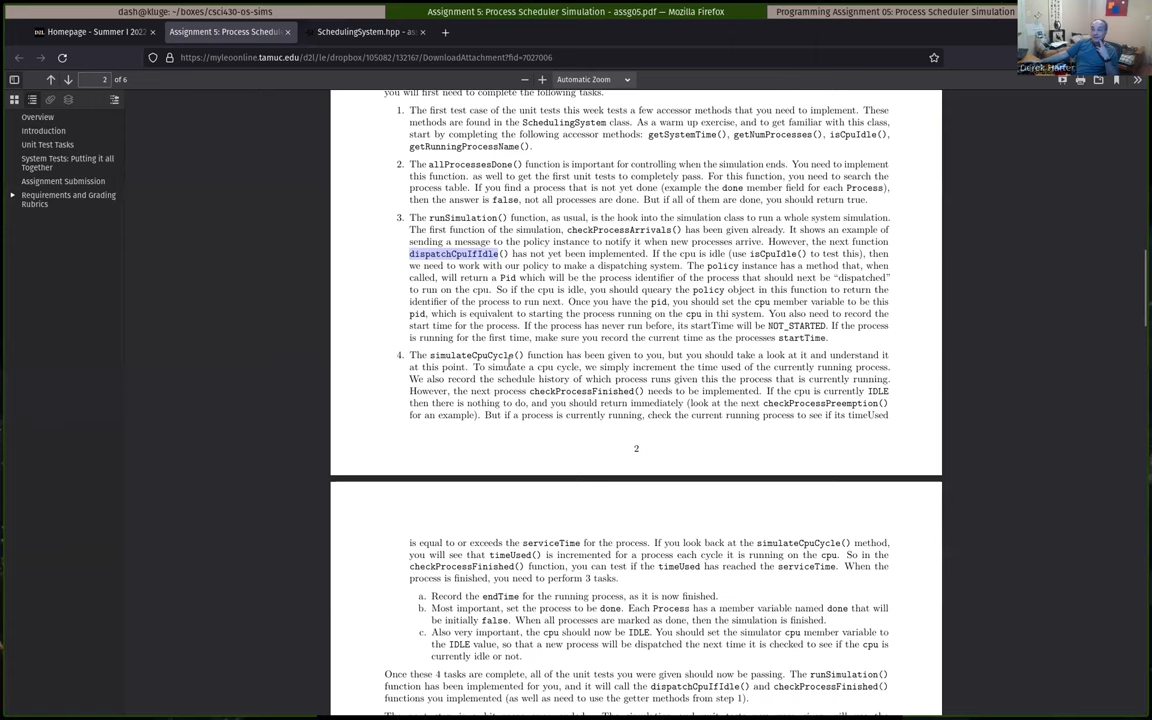 dash@kluge: ~/boxes/csci430-os-sims
Assignment 5: Process Scheduler Simulation - assg05.pdf — Mozilla Firefox
Programming Assignment 05: Process Scheduler Simulation
Homepage - Summer I 2022
Assignment 5: Process Schedul
SchedulingSystem.hpp - as
https://myleoonline.tamuc.edu/d2l/le/dropbox/105082/132167/DownloadAttachment?fid=7027006
Derek Harter
2 of 6
Automatic Zoom
Overview
Introduction
Unit Test Tasks
System Tests: Putting it all
Together
Assignment Submission
Requirements and Grading
Rubrics
you will first need to complete the following tasks.
1. The first test case of the unit tests this week tests a few accessor methods that you need to implement. These
methods are found in the SchedulingSystem class. As a warm up exercise, and to get familiar with this class,
start by completing the following accessor methods: getSystemTime(), getNumProcesses(), isCpuIdle(),
getRunningProcessName().
2. The allProcessesDone() function is important for controlling when the simulation ends. You need to implement
this function. as well to get the first unit tests to completely pass. For this function, you need to search the
process table. If you find a process that is not yet done (example the done member field for each Process),
then the answer is false, not all processes are done. But if all of them are done, you should return true.
3. The runSimulation() function, as usual, is the hook into the simulation class to run a whole system simulation.
The first function of the simulation, checkProcessArrivals() has been given already. It shows an example of
sending a message to the policy instance to notify it when new processes arrive. However, the next function
dispatchCpuIfIdle() has not yet been implemented. If the cpu is idle (use isCpuIdle() to test this), then
we need to work with our policy to make a dispatching system. The policy instance has a method that, when
called, will return a Pid which will be the process identifier of the process that should next be “dispatched”
to run on the cpu. So if the cpu is idle, you should queary the policy object in this function to return the
identifier of the process to run next. Once you have the pid, you should set the cpu member variable to be this
pid, which is equivalent to starting the process running on the cpu in thi system. You also need to record the
start time for the process. If the process has never run before, its startTime will be NOT_STARTED. If the process
is running for the first time, make sure you record the current time as the processes startTime.
4. The simulateCpuCycle() function has been given to you, but you should take a look at it and understand it
at this point. To simulate a cpu cycle, we simply increment the time used of the currently running process.
We also record the schedule history of which process runs given this the process that is currently running.
However, the next process checkProcessFinished() needs to be implemented. If the cpu is currently IDLE
then there is nothing to do, and you should return immediately (look at the next checkProcessPreemption()
for an example). But if a process is currently running, check the current running process to see if its timeUsed
2
is equal to or exceeds the serviceTime for the process. If you look back at the simulateCpuCycle() method,
you will see that timeUsed() is incremented for a process each cycle it is running on the cpu. So in the
checkProcessFinished() function, you can test if the timeUsed has reached the serviceTime. When the
process is finished, you need to perform 3 tasks.
a. Record the endTime for the running process, as it is now finished.
b. Most important, set the process to be done. Each Process has a member variable named done that will
be initially false. When all processes are marked as done, then the simulation is finished.
c. Also very important, the cpu should now be IDLE. You should set the simulator cpu member variable to
the IDLE value, so that a new process will be dispatched the next time it is checked to see if the cpu is
currently idle or not.
Once these 4 tasks are complete, all of the unit tests you were given should now be passing. The runSimulation()
function has been implemented for you, and it will call the dispatchCpuIfIdle() and checkProcessFinished()
functions you implemented (as well as need to use the getter methods from step 1).